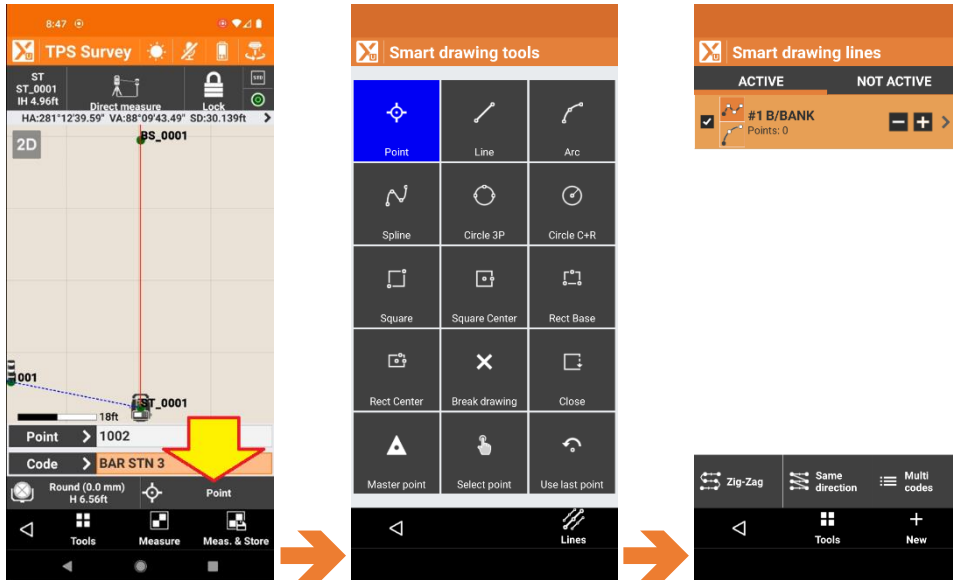 8:47
TPS Survey
ST
ST_0001
IH 4.96ft
Direct measure
Lock
STD
HA:281°12'39.59" VA:88°09'43.49" SD:30.139ft
2D
BS_0001
001
ST_0001
18ft
Point
1002
Code
BAR STN 3
Round (0.0 mm)
H 6.56ft
Point
Tools
Measure
Meas. & Store
Smart drawing tools
Point
Line
Arc
Spline
Circle 3P
Circle C+R
Square
Square Center
Rect Base
Rect Center
Break drawing
Close
Master point
Select point
Use last point
Lines
Smart drawing lines
ACTIVE
NOT ACTIVE
#1 B/BANK
Points: 0
Zig-Zag
Same
direction
Multi
codes
Tools
New